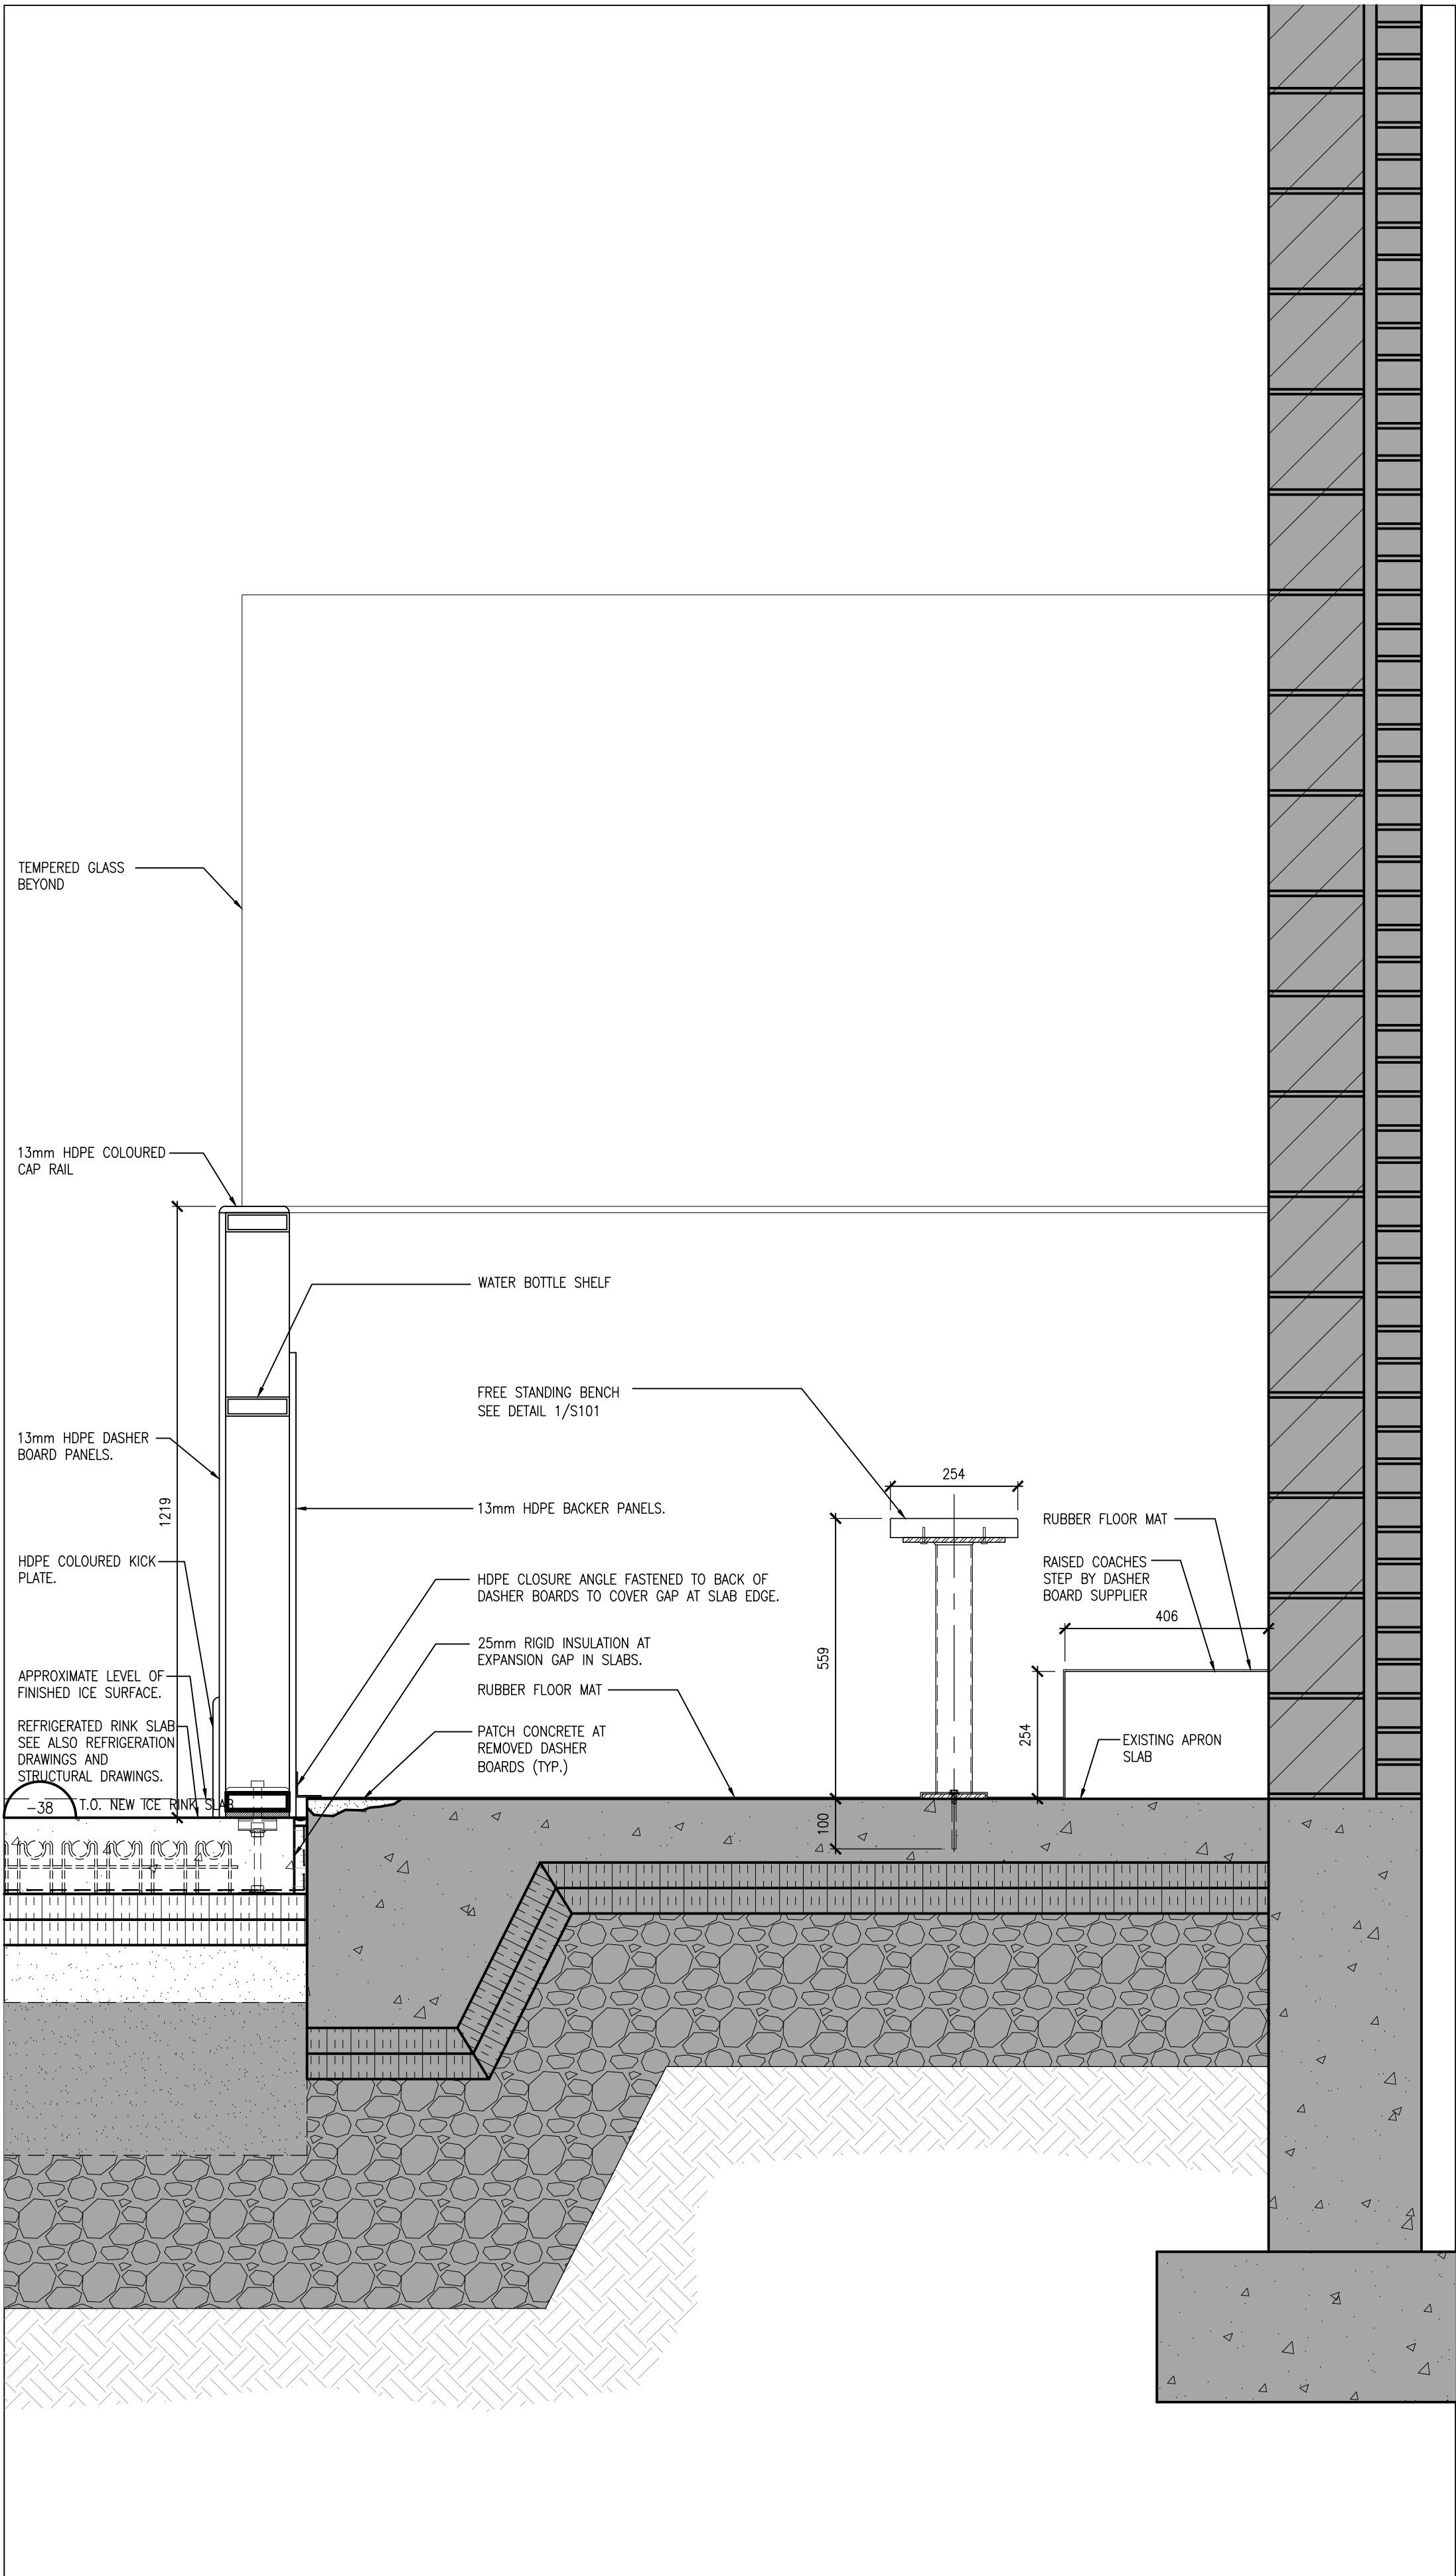 TEMPERED GLASS
BEYOND
13mm HDPE COLOURED
CAP RAIL
WATER BOTTLE SHELF
FREE STANDING BENCH
SEE DETAIL 1/S101
13mm HDPE DASHER
BOARD PANELS.
1219
254
13mm HDPE BACKER PANELS.
RUBBER FLOOR MAT
HDPE COLOURED KICK
PLATE.
RAISED COACHES
STEP BY DASHER
BOARD SUPPLIER
HDPE CLOSURE ANGLE FASTENED TO BACK OF
DASHER BOARDS TO COVER GAP AT SLAB EDGE.
406
559
25mm RIGID INSULATION AT
EXPANSION GAP IN SLABS.
APPROXIMATE LEVEL OF
FINISHED ICE SURFACE.
RUBBER FLOOR MAT
REFRIGERATED RINK SLAB
SEE ALSO REFRIGERATION
DRAWINGS AND
STRUCTURAL DRAWINGS.
PATCH CONCRETE AT
REMOVED DASHER
BOARDS (TYP.)
254
EXISTING APRON
SLAB
-38
T.O. NEW ICE RINK SLAB
100